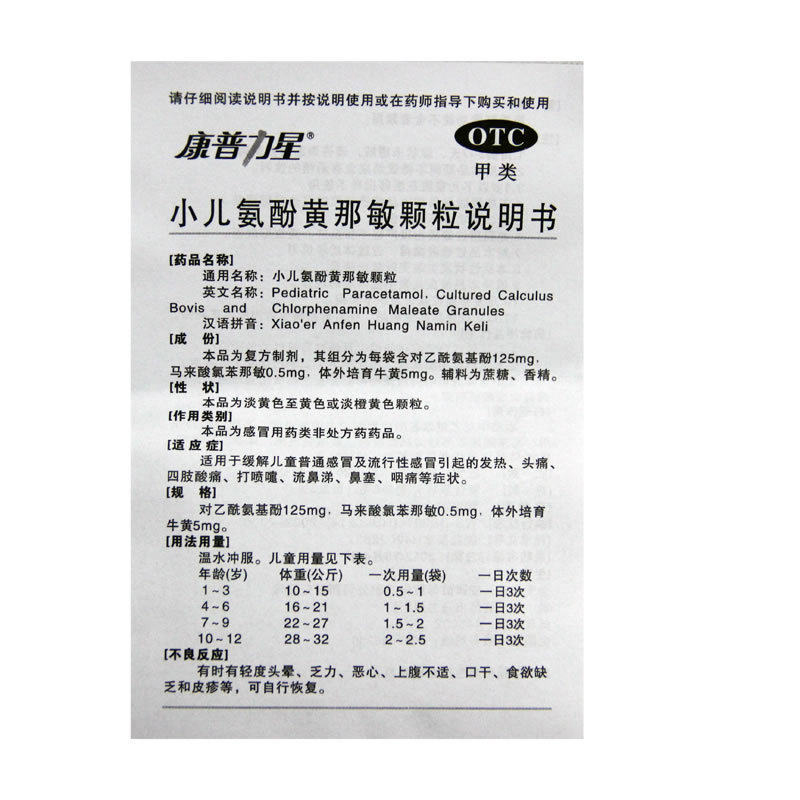 请仔细阅读说明书并按说明使用或在药师指导下购买和使用
康普力星®
OTC
甲类
小儿氨酚黄那敏颗粒说明书
[药品名称]
通用名称：小儿氨酚黄那敏颗粒
英文名称：Pediatric Paracetamol, Cultured Calculus
Bovis and Chlorphenamine Maleate Granules
汉语拼音：Xiao'er Anfen Huang Namin Keli
[成 份]
本品为复方制剂，其组分为每袋含对乙酰氨基酚125mg，
马来酸氯苯那敏0.5mg，体外培育牛黄5mg。辅料为蔗糖、香精。
[性 状]
本品为淡黄色至黄色或淡橙黄色颗粒。
[作用类别]
本品为感冒用药类非处方药药品。
[适应症]
适用于缓解儿童普通感冒及流行性感冒引起的发热、头痛、
四肢酸痛、打喷嚏、流鼻涕、鼻塞、咽痛等症状。
[规 格]
对乙酰氨基酚125mg，马来酸氯苯那敏0.5mg，体外培育
牛黄5mg。
[用法用量]
温水冲服。儿童用量见下表。
年龄(岁) 体重(公斤) 一次用量(袋) 一日次数
1~3 10~15 0.5~1 一日3次
4~6 16~21 1~1.5 一日3次
7~9 22~27 1.5~2 一日3次
10~12 28~32 2~2.5 一日3次
[不良反应]
有时有轻度头晕、乏力、恶心、上腹不适、口干、食欲缺
乏和皮疹等，可自行恢复。